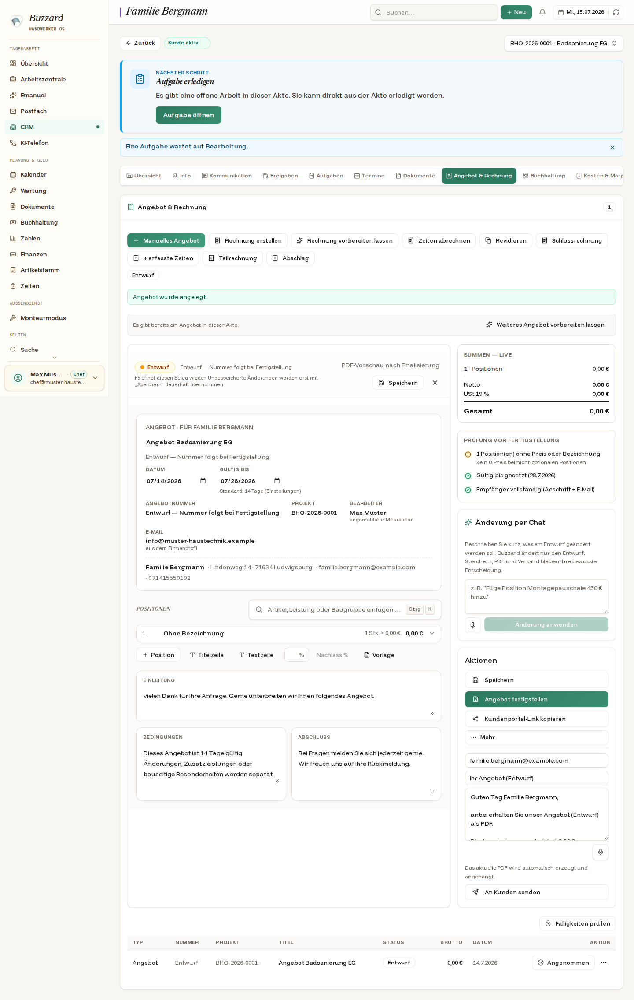 Buzzard
HANDWERKER OS
TAGESARBEIT
Übersicht
Arbeitszentrale
Emanuel
Postfach
CRM
KI-Telefon
PLANUNG & GELD
Kalender
Wartung
Dokumente
Buchhaltung
Zahlen
Finanzen
Artikelstamm
Zeiten
AUSSENDIENST
Monteurmodus
SELTEN
Suche
Max Mus… · Chef
chef@muster-hauste…
Familie Bergmann
Suchen…
Neu
Mi., 15.07.2026
Zurück
Kunde aktiv
BHO-2026-0001 - Badsanierung EG
NÄCHSTER SCHRITT
Aufgabe erledigen
Es gibt eine offene Arbeit in dieser Akte. Sie kann direkt aus der Akte erledigt werden.
Aufgabe öffnen
Eine Aufgabe wartet auf Bearbeitung.
Übersicht Info Kommunikation Freigaben Aufgaben Termine Dokumente Angebot & Rechnung Buchhaltung Kosten & Marg
Angebot & Rechnung
1
Manuelles Angebot Rechnung erstellen Rechnung vorbereiten lassen Zeiten abrechnen Revidieren Schlussrechnung
+ erfasste Zeiten Teilrechnung Abschlag
Entwurf
Angebot wurde angelegt.
Es gibt bereits ein Angebot in dieser Akte.
Weiteres Angebot vorbereiten lassen
Entwurf
Entwurf — Nummer folgt bei Fertigstellung
F5 öffnet diesen Beleg wieder. Ungespeicherte Änderungen werden erst mit
„Speichern“ dauerhaft übernommen.
PDF-Vorschau nach Finalisierung
Speichern
ANGEBOT · FÜR FAMILIE BERGMANN
Angebot Badsanierung EG
Entwurf — Nummer folgt bei Fertigstellung
DATUM GÜLTIG BIS
07/14/2026 07/28/2026
Standard: 14 Tage (Einstellungen)
ANGEBOTNUMMER PROJEKT BEARBEITER
Entwurf — Nummer folgt bei Fertigstellung BHO-2026-0001 Max Muster
angemeldeter Mitarbeiter
E-MAIL
info@muster-haustechnik.example
aus dem Firmenprofil
Familie Bergmann · Lindenweg 14 · 71634 Ludwigsburg · familie.bergmann@example.com
· 071415550192
POSITIONEN
Artikel, Leistung oder Baugruppe einfügen … Strg K
1 Ohne Bezeichnung 1 Stk. × 0,00 € 0,00 €
Position Titelzeile Textzeile % Nachlass % Vorlage
EINLEITUNG
vielen Dank für Ihre Anfrage. Gerne unterbreiten wir Ihnen folgendes Angebot.
BEDINGUNGEN
Dieses Angebot ist 14 Tage gültig.
Änderungen, Zusatzleistungen oder
bauseitige Besonderheiten werden separat
ABSCHLUSS
Bei Fragen melden Sie sich jederzeit gerne.
Wir freuen uns auf Ihre Rückmeldung.
SUMMEN — LIVE
1 · Positionen 0,00 €
Netto 0,00 €
USt 19 % 0,00 €
Gesamt 0,00 €
PRÜFUNG VOR FERTIGSTELLUNG
1 Position(en) ohne Preis oder Bezeichnung
kein 0-Preis bei nicht-optionalen Positionen
Gültig bis gesetzt (28.7.2026)
Empfänger vollständig (Anschrift + E-Mail)
Änderung per Chat
Beschreiben Sie kurz, was am Entwurf geändert
werden soll. Buzzard ändert nur den Entwurf;
Speichern, PDF und Versand bleiben Ihre bewusste
Entscheidung.
z. B. "Füge Position Montagepauschale 450 €
hinzu"
Änderung anwenden
Aktionen
Speichern
Angebot fertigstellen
Kundenportal-Link kopieren
Mehr
familie.bergmann@example.com
Ihr Angebot (Entwurf)
Guten Tag Familie Bergmann,
anbei erhalten Sie unser Angebot (Entwurf)
als PDF.
Das aktuelle PDF wird automatisch erzeugt und
angehängt.
An Kunden senden
Fälligkeiten prüfen
TYP NUMMER PROJEKT TITEL STATUS BRUTTO DATUM AKTION
Angebot Entwurf BHO-2026-0001 Angebot Badsanierung EG Entwurf 0,00 € 14.7.2026 Angenommen